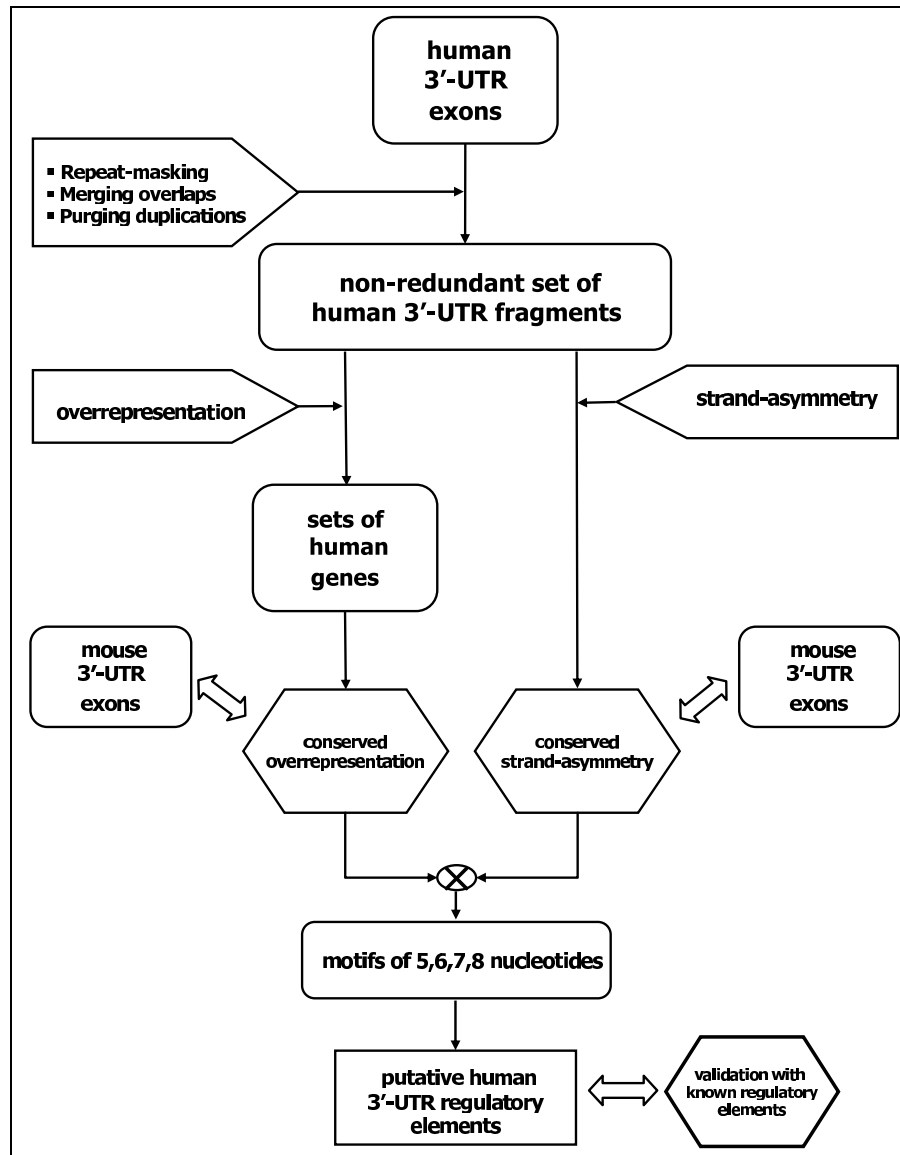 human
3′-UTR
exons
▪ Repeat-masking
▪ Merging overlaps
▪ Purging duplications
non-redundant set of
human 3′-UTR fragments
overrepresentation
strand-asymmetry
sets of
human
genes
mouse
3′-UTR
exons
mouse
3′-UTR
exons
conserved
overrepresentation
conserved
strand-asymmetry
motifs of 5,6,7,8 nucleotides
putative human
3′-UTR regulatory
elements
validation with
known regulatory
elements